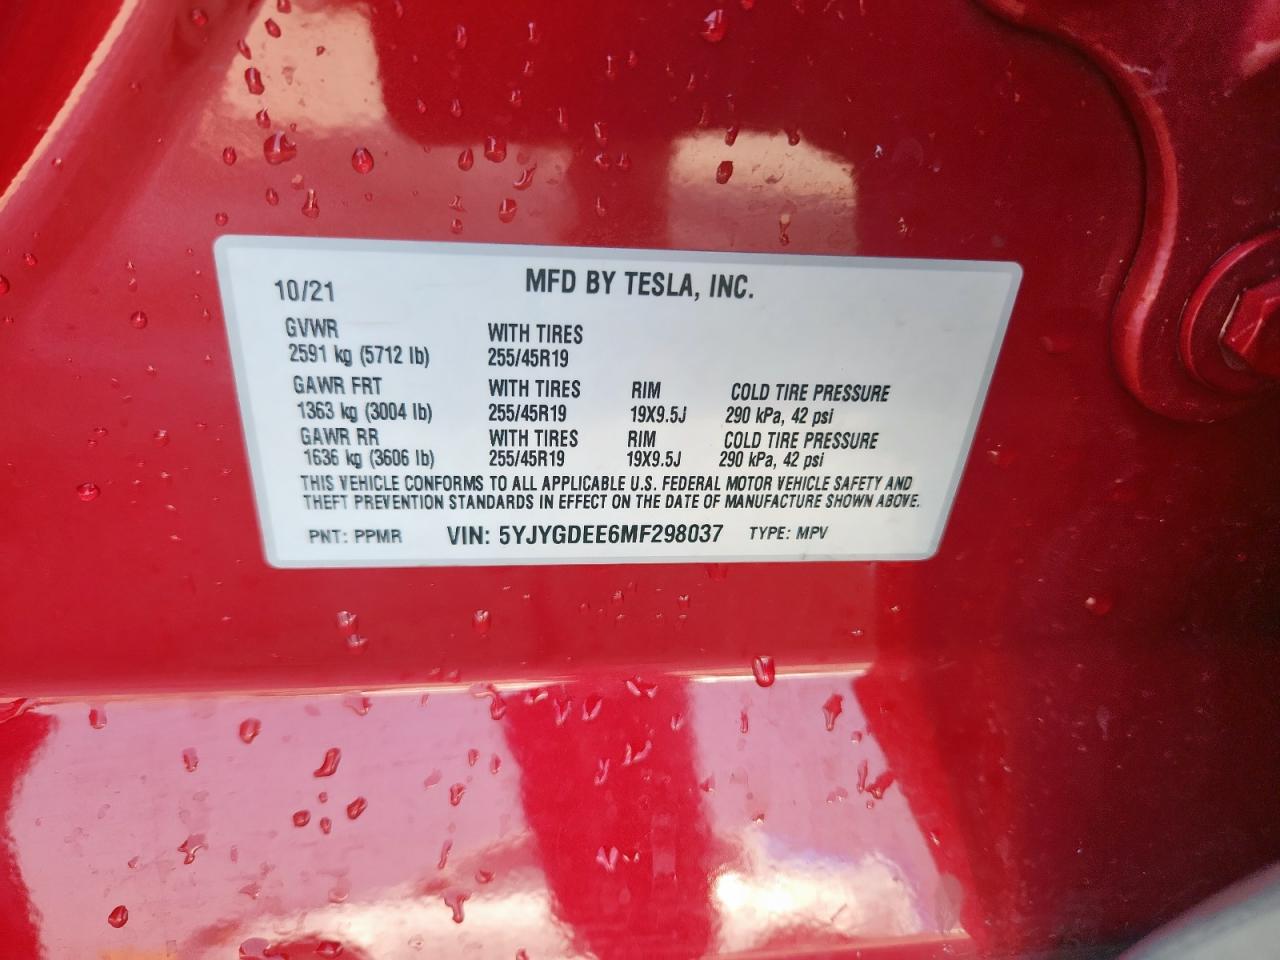 MFD BY TESLA, INC.
10/21
GVWR WITH TIRES
2591 kg (5712 lb) 255/45R19
GAWR FRT WITH TIRES RIM COLD TIRE PRESSURE
1363 kg (3004 lb) 255/45R19 19X9.5J 290 kPa, 42 psi
GAWR RR WITH TIRES RIM COLD TIRE PRESSURE
1636 kg (3606 lb) 255/45R19 19X9.5J 290 kPa, 42 psi
THIS VEHICLE CONFORMS TO ALL APPLICABLE U.S. FEDERAL MOTOR VEHICLE SAFETY AND
THEFT PREVENTION STANDARDS IN EFFECT ON THE DATE OF MANUFACTURE SHOWN ABOVE.
PNT: PPMR VIN: 5YJYGDEE6MF298037 TYPE: MPV